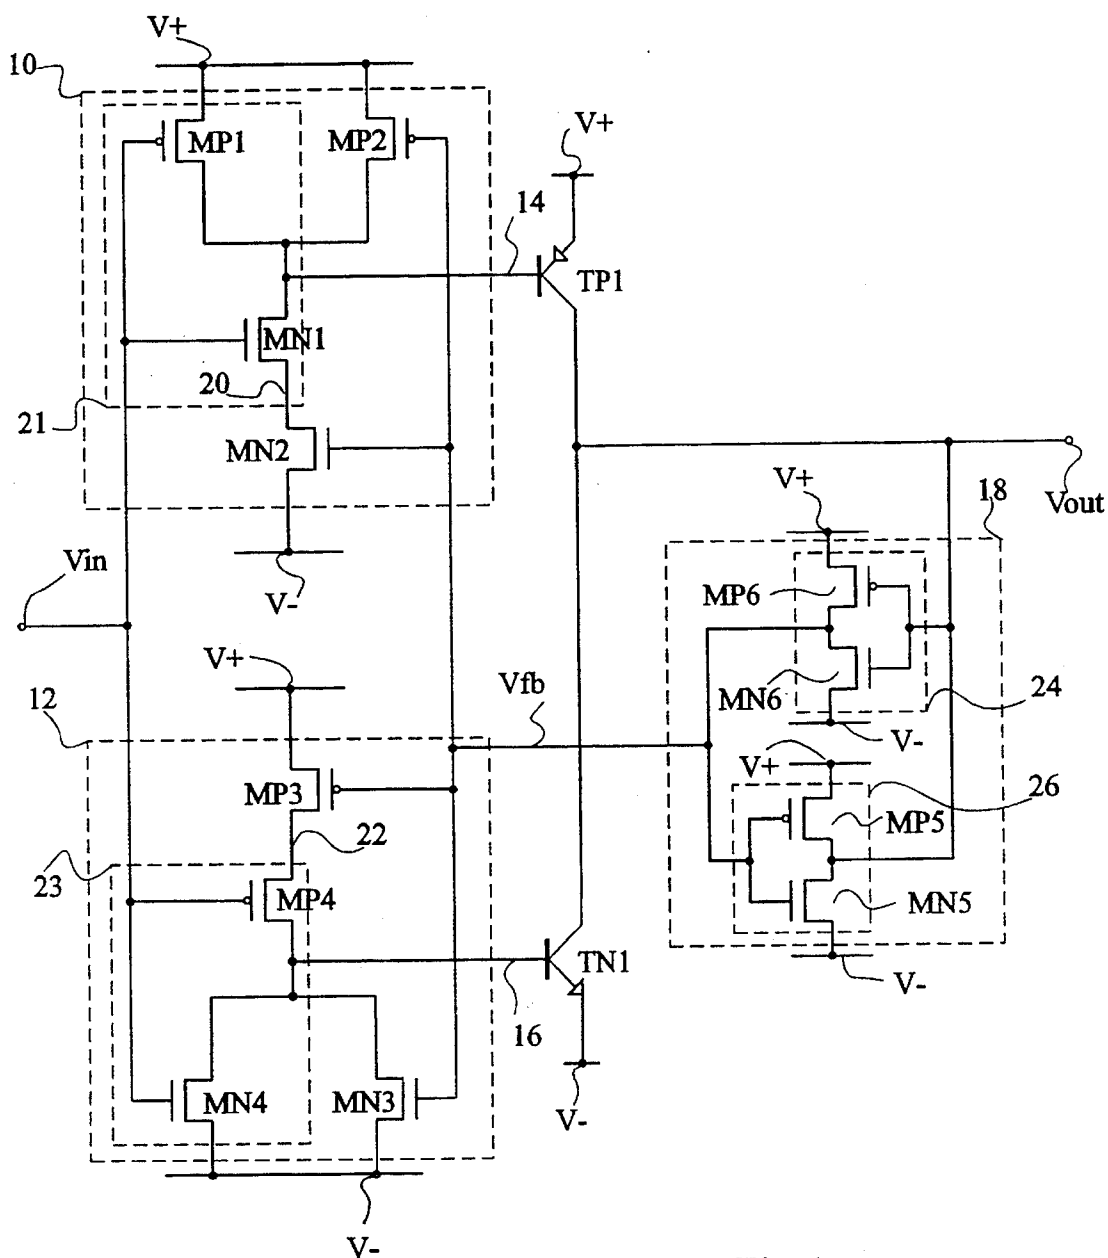 V+
10
MP1
MP2
V+
14
TP1
MN1
20
21
MN2
V+
18
Vout
Vin
V-
MP6
V+
Vfb
MN6
24
12
V-
V+
26
MP3
MP5
22
23
MP4
MN5
TN1
V-
16
MN4
MN3
V-
V-